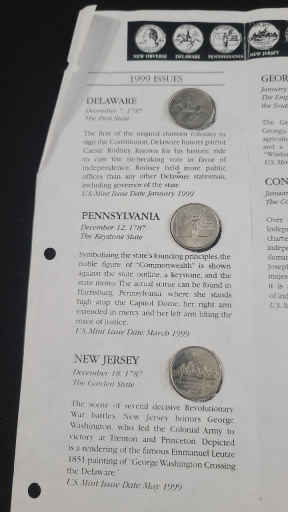 NEW OBVERSE DELAWARE PENNSYLVANIA NEW JERSEY
1999 ISSUES
DELAWARE
December 7, 1787
The First State
The first of the original thirteen colonies to
sign the Constitution, Delaware honors patriot
Caesar Rodney, known for his historic ride
to cast the tie-breaking vote in favor of
independence. Rodney held more public
offices than any other Delaware statesman,
including governor of the state.
U.S. Mint Issue Date: January 1999
PENNSYLVANIA
December 12, 1787
The Keystone State
Symbolizing the state's founding principles, the
noble figure of "Commonwealth" is shown
against the state outline, a keystone, and the
state motto. The actual statue can be found in
Harrisburg, Pennsylvania, where she stands
high atop the Capitol Dome, her right arm
extended in mercy and her left arm lifting the
mace of justice.
U.S. Mint Issue Date: March 1999
NEW JERSEY
December 18, 1787
The Garden State
The scene of several decisive Revolutionary
War battles, New Jersey honors George
Washington, who led the Colonial Army to
victory at Trenton and Princeton. Depicted
is a rendering of the famous Emmanuel Leutze
1851 painting of "George Washington Crossing
the Delaware."
U.S. Mint Issue Date: May 1999
GEOR
January
The Emp
the Sout
The
Georgia
agricultu
and a
"Wisdom
U.S. Mi
CON
Januar
The Co
Over
indepe
charte
indep
domai
Joseph
major
it is
of ind
U.S. M